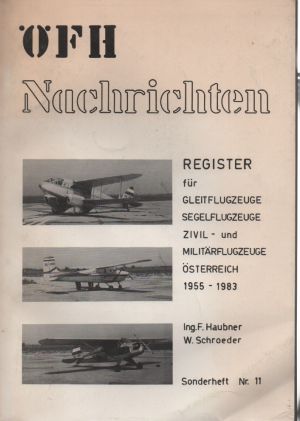 ÖFH
Nachrichten
REGISTER
für
GLEITFLUGZEUGE
SEGELFLUGZEUGE
ZIVIL - und
MILITÄRFLUGZEUGE
ÖSTERREICH
1955 - 1983
Ing.F. Haubner
W. Schroeder
Sonderheft Nr. 11